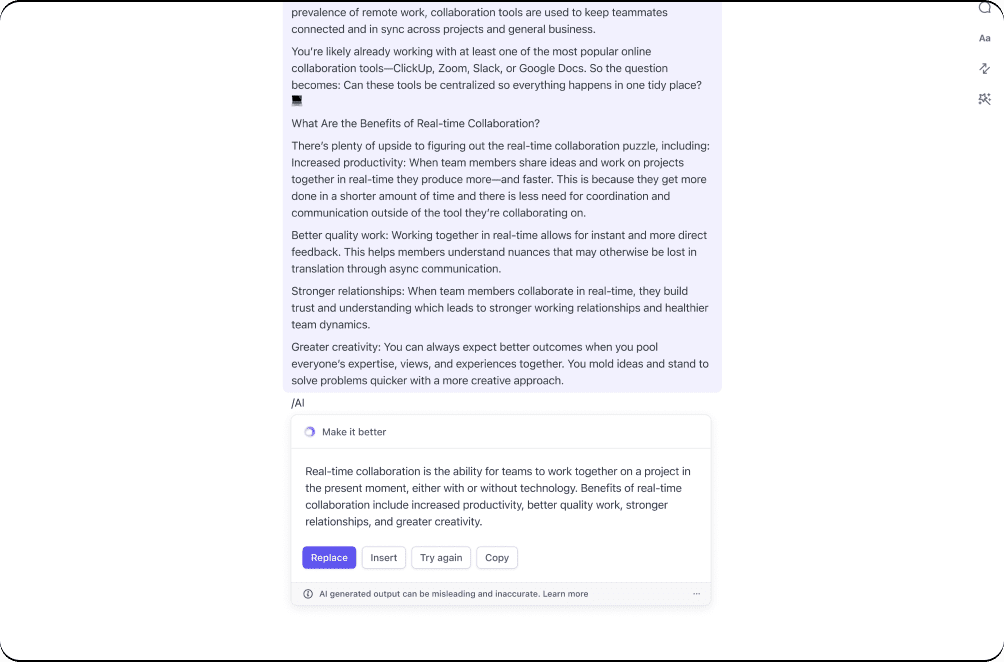 prevalence of remote work, collaboration tools are used to keep teammates
connected and in sync across projects and general business.
You’re likely already working with at least one of the most popular online
collaboration tools—ClickUp, Zoom, Slack, or Google Docs. So the question
becomes: Can these tools be centralized so everything happens in one tidy place?
What Are the Benefits of Real-time Collaboration?
There’s plenty of upside to figuring out the real-time collaboration puzzle, including:
Increased productivity: When team members share ideas and work on projects
together in real-time they produce more—and faster. This is because they get more
done in a shorter amount of time and there is less need for coordination and
communication outside of the tool they’re collaborating on.
Better quality work: Working together in real-time allows for instant and more direct
feedback. This helps members understand nuances that may otherwise be lost in
translation through async communication.
Stronger relationships: When team members collaborate in real-time, they build
trust and understanding which leads to stronger working relationships and healthier
team dynamics.
Greater creativity: You can always expect better outcomes when you pool
everyone’s expertise, views, and experiences together. You mold ideas and stand to
solve problems quicker with a more creative approach.
/AI
Make it better
Real-time collaboration is the ability for teams to work together on a project in
the present moment, either with or without technology. Benefits of real-time
collaboration include increased productivity, better quality work, stronger
relationships, and greater creativity.
Replace Insert Try again Copy
AI generated output can be misleading and inaccurate. Learn more ...
Aa